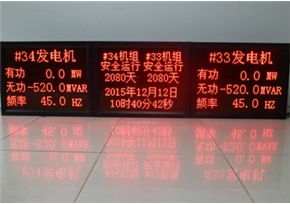 #34发电机
有功 0.0 MW
无功-520.0MVAR
频率 45.0 HZ
#34机组 #33机组
安全运行 安全运行
2080天 2080天
2015年12月12日
10时40分42秒
#33发电机
有功 0.0 MW
无功-520.0MVAR
频率 45.0 HZ